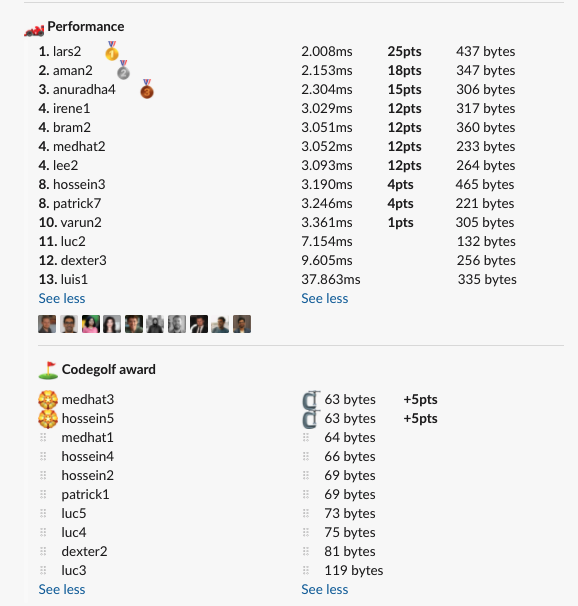 Performance
1. lars2 2.008ms 25pts 437 bytes
2. aman2 2.153ms 18pts 347 bytes
3. anuradha4 2.304ms 15pts 306 bytes
4. irene1 3.029ms 12pts 317 bytes
4. bram2 3.051ms 12pts 360 bytes
4. medhat2 3.052ms 12pts 233 bytes
4. lee2 3.093ms 12pts 264 bytes
8. hossein3 3.190ms 4pts 465 bytes
8. patrick7 3.246ms 4pts 221 bytes
10. varun2 3.361ms 1pts 305 bytes
11. luc2 7.154ms 132 bytes
12. dexter3 9.605ms 256 bytes
13. luis1 37.863ms 335 bytes
See less See less
Codegolf award
medhat3 63 bytes +5pts
hossein5 63 bytes +5pts
medhat1 64 bytes
hossein4 66 bytes
hossein2 69 bytes
patrick1 69 bytes
luc5 73 bytes
luc4 75 bytes
dexter2 81 bytes
luc3 119 bytes
See less See less